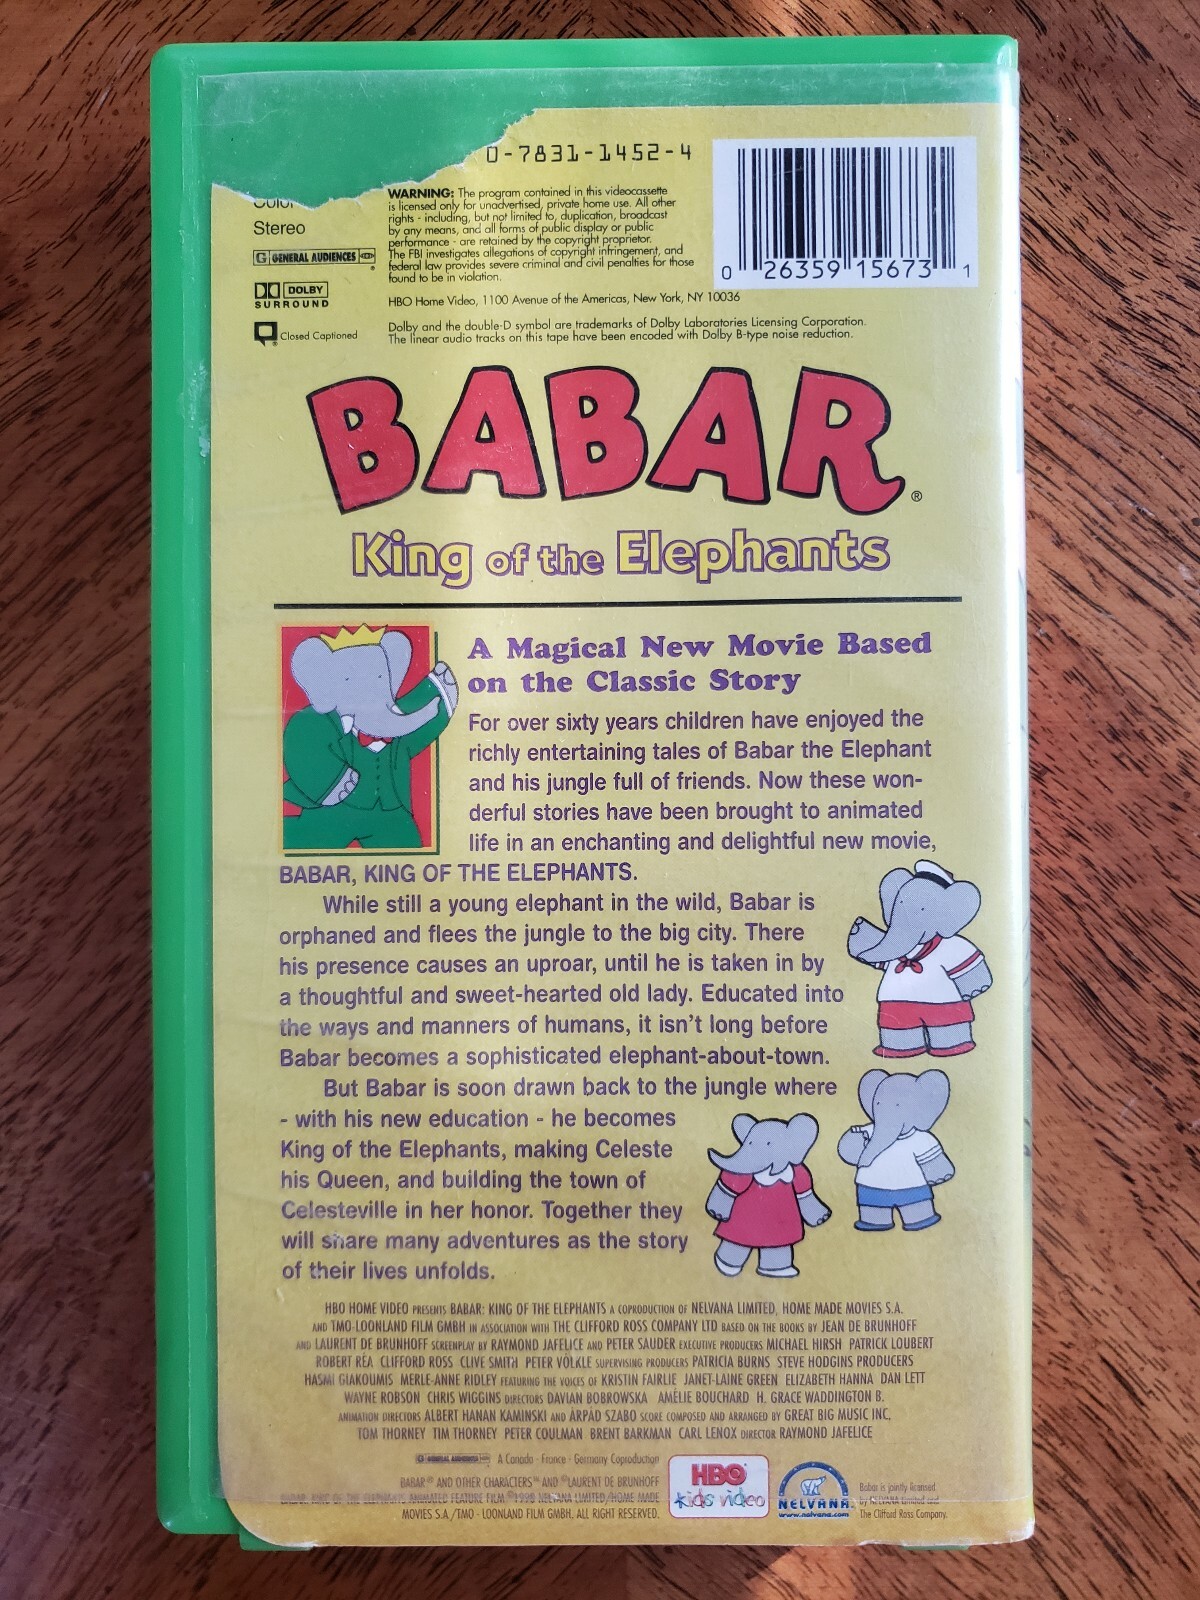 0-7831-1452-4
Color
Stereo
G GENERAL AUDIENCES
DOLBY
SURROUND
Closed Captioned
WARNING: The program contained in this videocassette
is licensed only for unadvertised, private home use. All other
rights - including, but not limited to, duplication, broadcast
by any means, and all forms of public display or public
performance - are retained by the copyright proprietor.
The FBI investigates allegations of copyright infringement, and
federal law provides severe criminal and civil penalties for those
found to be in violation.
HBO Home Video, 1100 Avenue of the Americas, New York, NY 10036
Dolby and the double-D symbol are trademarks of Dolby Laboratories Licensing Corporation.
The linear audio tracks on this tape have been encoded with Dolby B-type noise reduction.
0 26359 15673 1
BABAR®
King of the Elephants
A Magical New Movie Based
on the Classic Story
For over sixty years children have enjoyed the
richly entertaining tales of Babar the Elephant
and his jungle full of friends. Now these won-
derful stories have been brought to animated
life in an enchanting and delightful new movie,
BABAR, KING OF THE ELEPHANTS.
While still a young elephant in the wild, Babar is
orphaned and flees the jungle to the big city. There
his presence causes an uproar, until he is taken in by
a thoughtful and sweet-hearted old lady. Educated into
the ways and manners of humans, it isn't long before
Babar becomes a sophisticated elephant-about-town.
But Babar is soon drawn back to the jungle where
- with his new education - he becomes
King of the Elephants, making Celeste
his Queen, and building the town of
Celesteville in her honor. Together they
will share many adventures as the story
of their lives unfolds.
HBO HOME VIDEO PRESENTS BABAR: KING OF THE ELEPHANTS A COPRODUCTION OF NELVANA LIMITED, HOME MADE MOVIES S.A.
AND TMO-LOONLAND FILM GMBH IN ASSOCIATION WITH THE CLIFFORD ROSS COMPANY LTD BASED ON THE BOOKS BY JEAN DE BRUNHOFF
AND LAURENT DE BRUNHOFF SCREENPLAY BY RAYMOND JAFELICE AND PETER SAUDER EXECUTIVE PRODUCERS MICHAEL HIRSH PATRICK LOUBERT
ROBERT RÉA CLIFFORD ROSS CLIVE SMITH PETER VÖLKLE SUPERVISING PRODUCERS PATRICIA BURNS STEVE HODGINS PRODUCERS
HASMI GIAKOUMIS MERLE-ANNE RIDLEY FEATURING THE VOICES OF KRISTIN FAIRLIE JANET-LAINE GREEN ELIZABETH HANNA DAN LETT
WAYNE ROBSON CHRIS WIGGINS DIRECTORS DAVIAN BOBROWSKA AMÉLIE BOUCHARD H. GRACE WADDINGTON B.
ANIMATION DIRECTORS ALBERT HANAN KAMINSKI AND ÁRPÁD SZABO SCORE COMPOSED AND ARRANGED BY GREAT BIG MUSIC INC.
TOM THORNEY TIM THORNEY PETER COULMAN BRENT BARKMAN CARL LENOX DIRECTOR RAYMOND JAFELICE
G GENERAL AUDIENCES A Canada - France - Germany Coproduction
BABAR® AND OTHER CHARACTERS™ AND ©LAURENT DE BRUNHOFF
BABAR: KING OF THE ELEPHANTS ANIMATED FEATURE FILM ©1998 NELVANA LIMITED/HOME MADE
MOVIES S.A./TMO - LOONLAND FILM GMBH. ALL RIGHT RESERVED.
HBO
kids video
NELVANA
www.nelvana.com
Babar is jointly licensed
by NELVANA Limited and
The Clifford Ross Company.